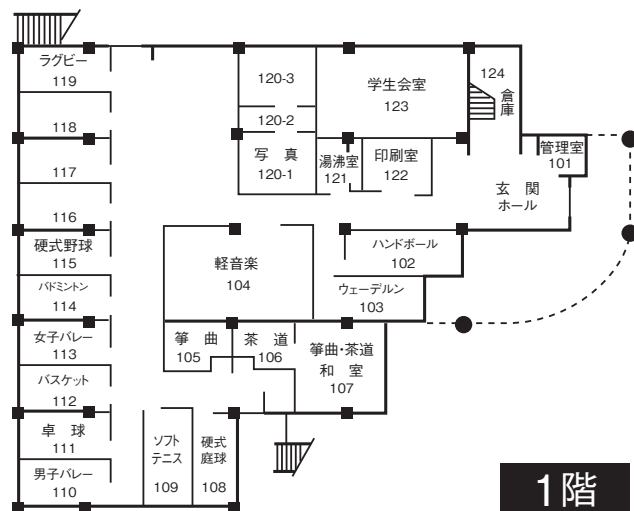 ラグビー
119
118
117
116
硬式野球
115
バドミントン
114
女子バレー
113
バスケット
112
卓　球
111
男子バレー
110
120-3
120-2
写　真
120-1
学生会室
123
124
倉庫
湯沸室
121
印刷室
122
管理室
101
玄　関
ホール
ハンドボール
102
ウェーデルン
103
軽音楽
104
箏　曲
105
茶　道
106
箏曲・茶道
和　室
107
ソフト
テニス
109
硬式
庭球
108
1階